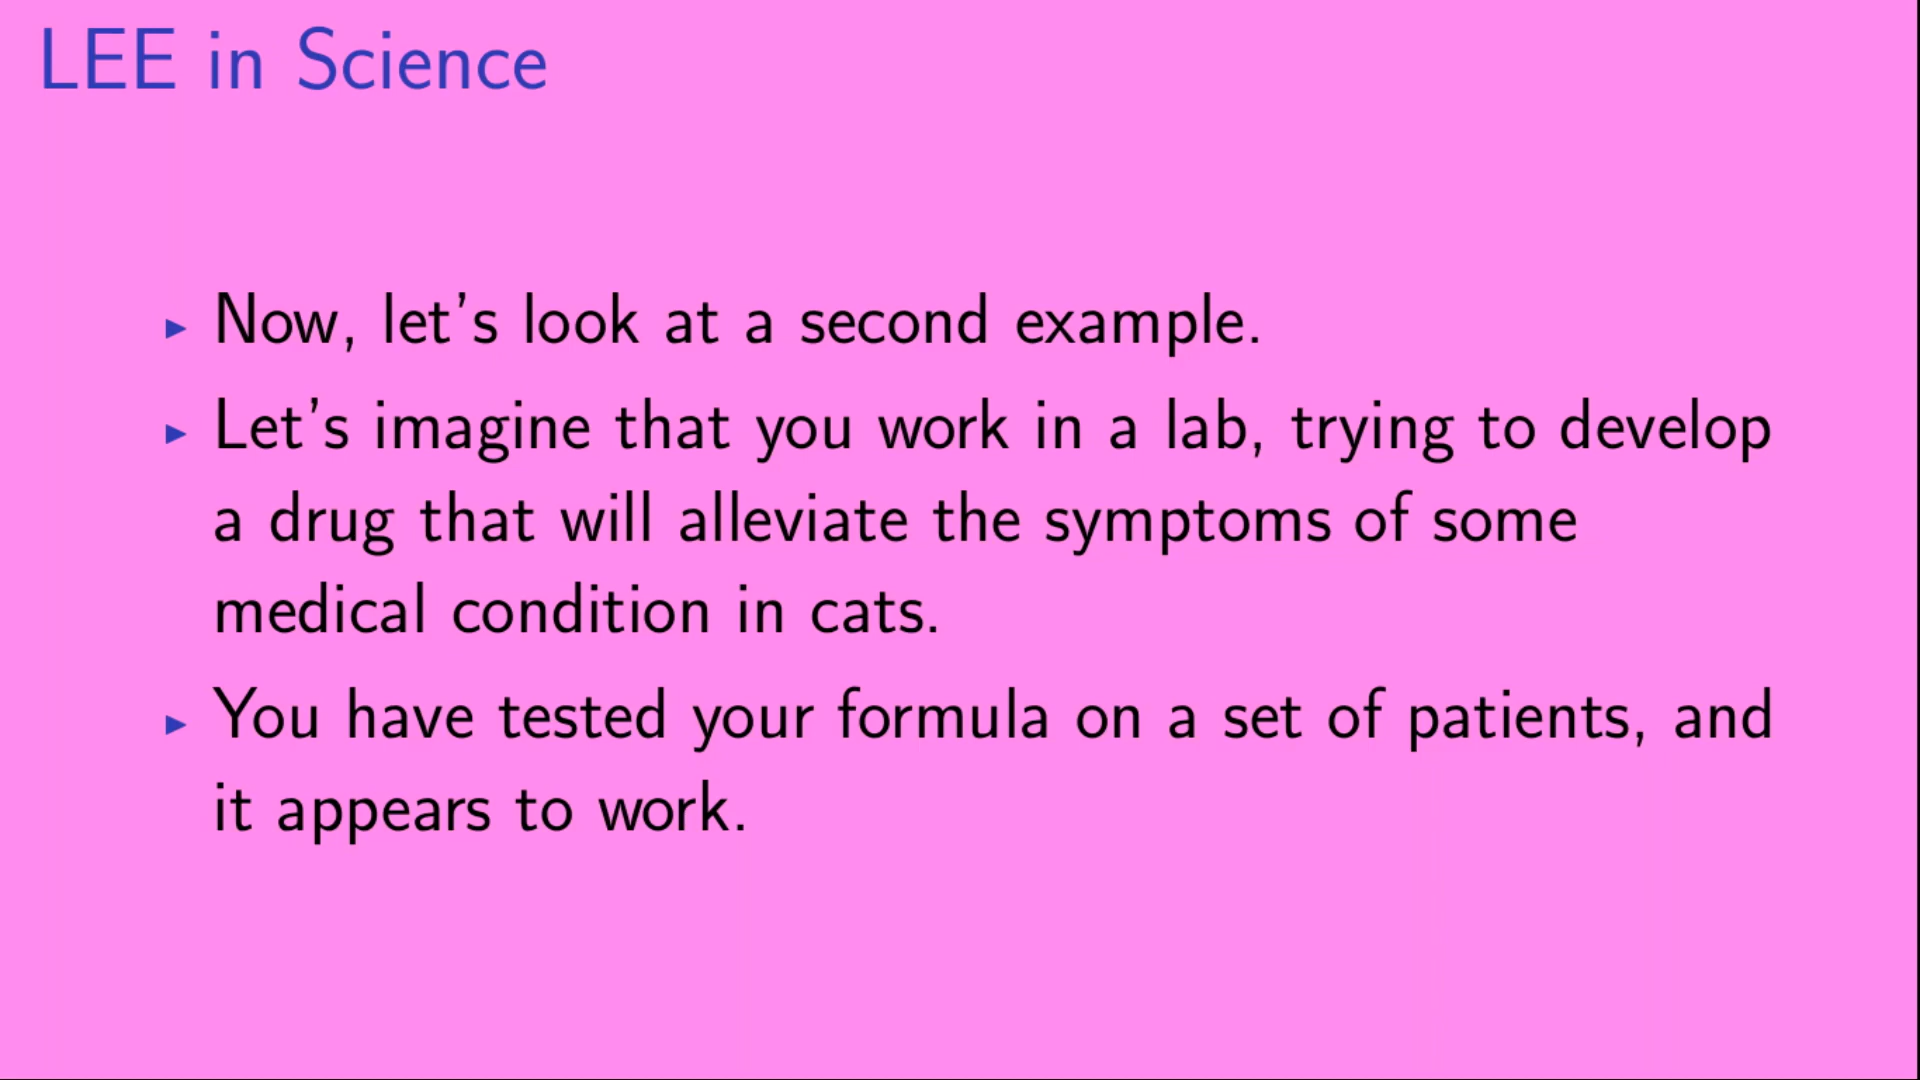 LEE in Science
▸ Now, let's look at a second example.
▸ Let's imagine that you work in a lab, trying to develop
a drug that will alleviate the symptoms of some
medical condition in cats.
▸ You have tested your formula on a set of patients, and
it appears to work.